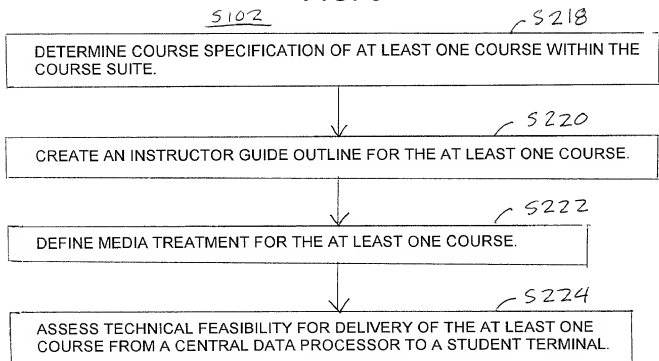 S102
S218
DETERMINE COURSE SPECIFICATION OF AT LEAST ONE COURSE WITHIN THE
COURSE SUITE.
S220
CREATE AN INSTRUCTOR GUIDE OUTLINE FOR THE AT LEAST ONE COURSE.
S222
DEFINE MEDIA TREATMENT FOR THE AT LEAST ONE COURSE.
S224
ASSESS TECHNICAL FEASIBILITY FOR DELIVERY OF THE AT LEAST ONE
COURSE FROM A CENTRAL DATA PROCESSOR TO A STUDENT TERMINAL.